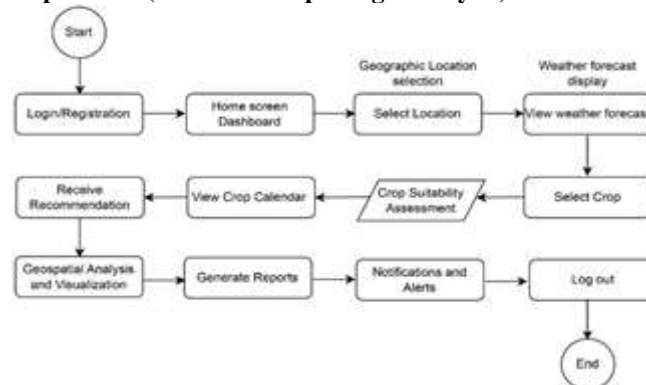 Start
Geographic Location
selection
Weather forecast
display
Login/Registration
Home screen
Dashboard
Select Location
View weather forecas
Receive
Recommendation
View Crop Calendar
Crop Suitability
Assessment
Select Crop
Geospatial Analysis
and Visualization
Generate Reports
Notifications and
Alerts
Log out
End